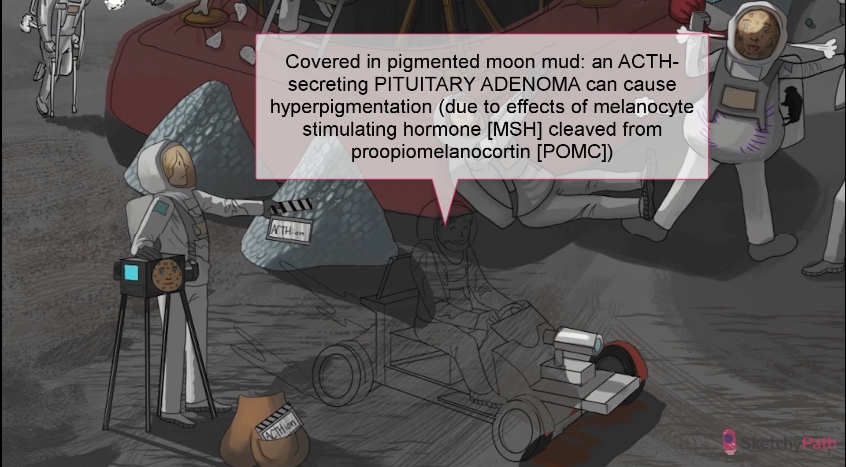 Covered in pigmented moon mud: an ACTH-
secreting PITUITARY ADENOMA can cause
hyperpigmentation (due to effects of melanocyte
stimulating hormone [MSH] cleaved from
proopiomelanocortin [POMC])
ACTHion
ACTHion
SketchyPath